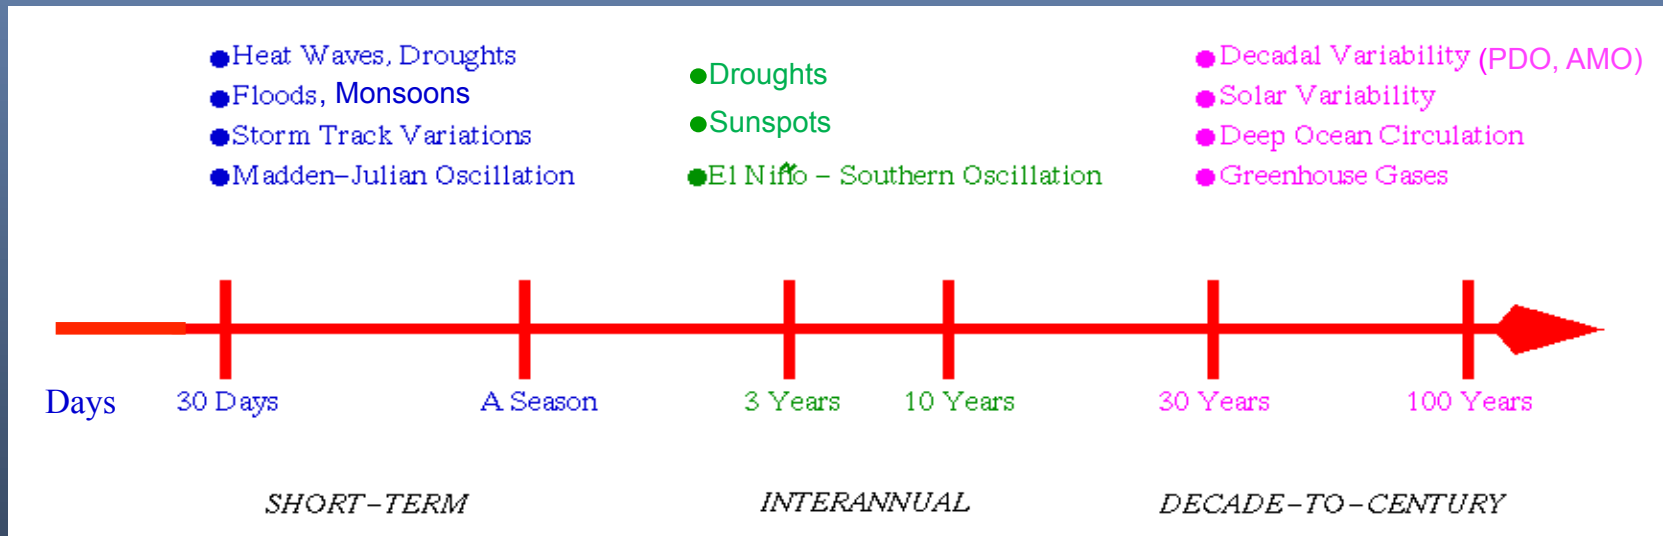 ●Heat Waves, Droughts
●Floods, Monsoons
●Storm Track Variations
●Madden-Julian Oscillation
●Droughts
●Sunspots
●El Niño - Southern Oscillation
●Decadal Variability (PDO, AMO)
●Solar Variability
●Deep Ocean Circulation
●Greenhouse Gases
Days 30 Days A Season 3 Years 10 Years 30 Years 100 Years
SHORT-TERM INTERANNUAL DECADE-TO-CENTURY